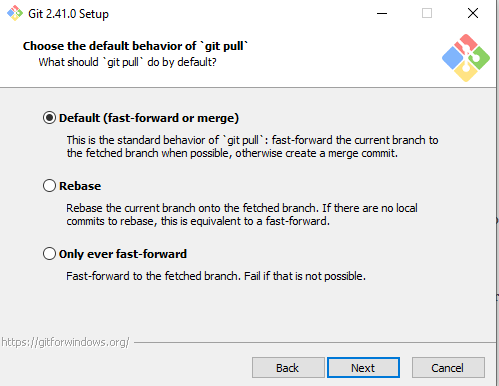 Git 2.41.0 Setup
Choose the default behavior of `git pull`
What should `git pull` do by default?
Default (fast-forward or merge)
This is the standard behavior of `git pull`: fast-forward the current branch to
the fetched branch when possible, otherwise create a merge commit.
Rebase
Rebase the current branch onto the fetched branch. If there are no local
commits to rebase, this is equivalent to a fast-forward.
Only ever fast-forward
Fast-forward to the fetched branch. Fail if that is not possible.
https://gitforwindows.org/
Back Next Cancel